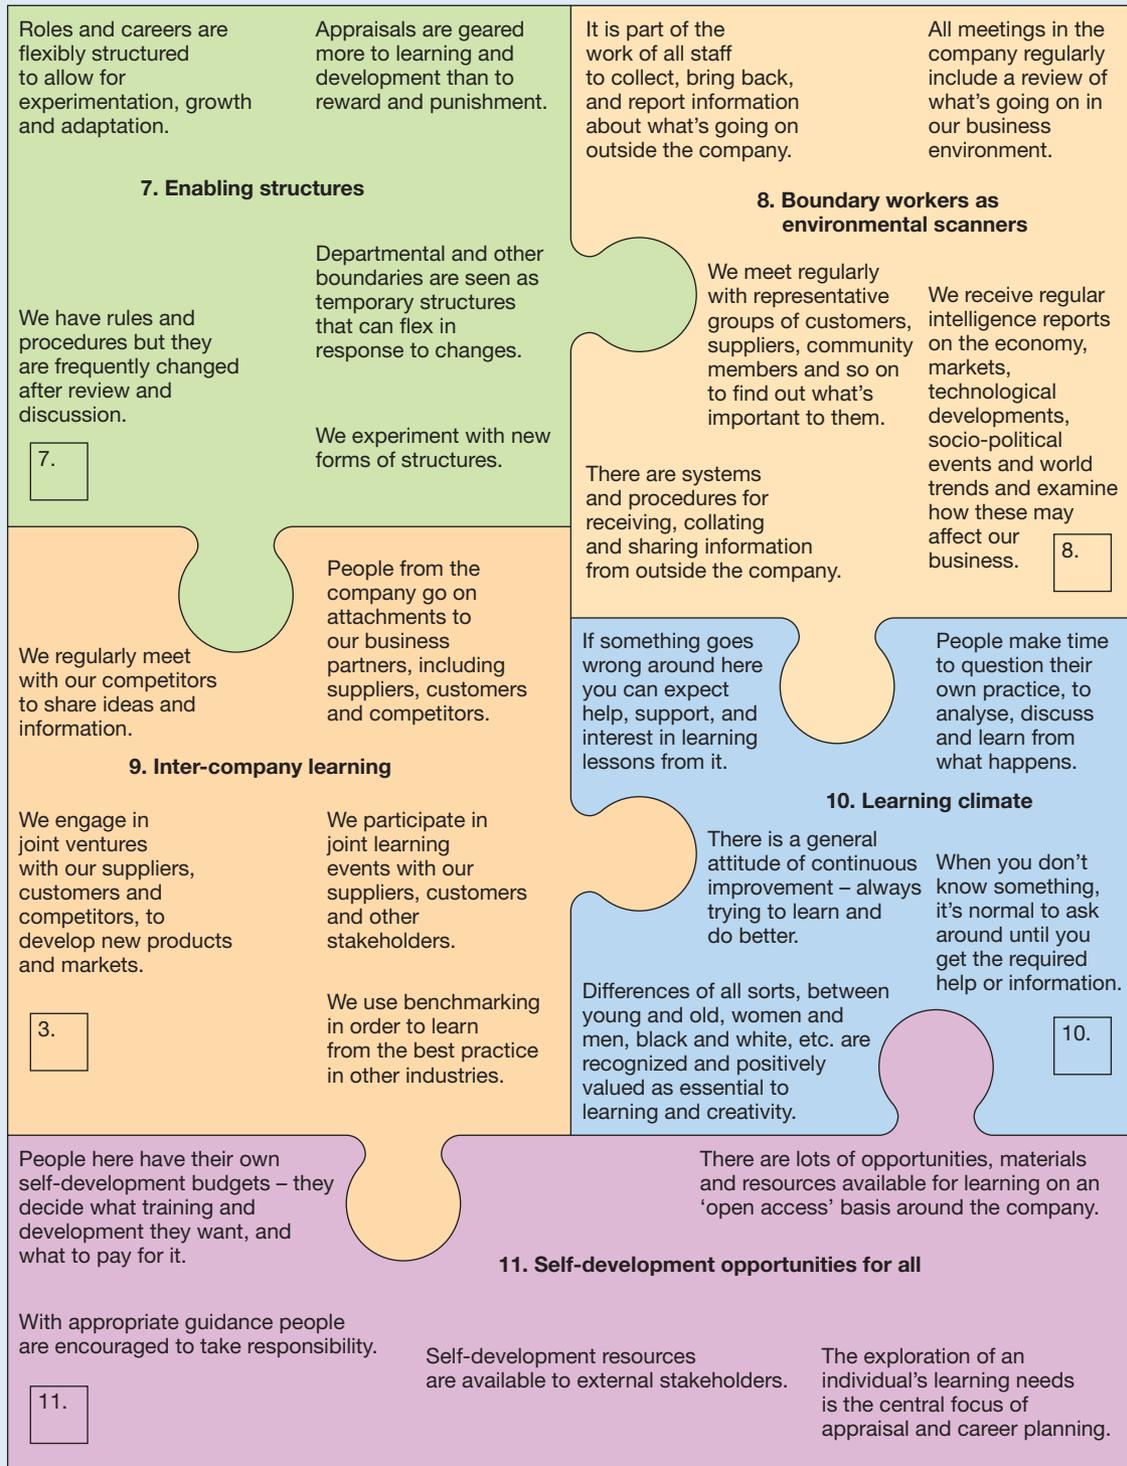 Roles and careers are
flexibly structured
to allow for
experimentation, growth
and adaptation.
Appraisals are geared
more to learning and
development than to
reward and punishment.
7. Enabling structures
We have rules and
procedures but they
are frequently changed
after review and
discussion.
Departmental and other
boundaries are seen as
temporary structures
that can flex in
response to changes.
We experiment with new
forms of structures.
7.
It is part of the
work of all staff
to collect, bring back,
and report information
about what’s going on
outside the company.
All meetings in the
company regularly
include a review of
what’s going on in
our business
environment.
8. Boundary workers as
environmental scanners
We meet regularly
with representative
groups of customers,
suppliers, community
members and so on
to find out what’s
important to them.
We receive regular
intelligence reports
on the economy,
markets,
technological
developments,
socio-political
events and world
trends and examine
how these may
affect our
business.
There are systems
and procedures for
receiving, collating
and sharing information
from outside the company.
8.
We regularly meet
with our competitors
to share ideas and
information.
People from the
company go on
attachments to
our business
partners, including
suppliers, customers
and competitors.
9. Inter-company learning
We engage in
joint ventures
with our suppliers,
customers and
competitors, to
develop new products
and markets.
We participate in
joint learning
events with our
suppliers, customers
and other
stakeholders.
We use benchmarking
in order to learn
from the best practice
in other industries.
3.
If something goes
wrong around here
you can expect
help, support, and
interest in learning
lessons from it.
People make time
to question their
own practice, to
analyse, discuss
and learn from
what happens.
10. Learning climate
There is a general
attitude of continuous
improvement – always
trying to learn and
do better.
When you don’t
know something,
it’s normal to ask
around until you
get the required
help or information.
Differences of all sorts, between
young and old, women and
men, black and white, etc. are
recognized and positively
valued as essential to
learning and creativity.
10.
People here have their own
self-development budgets – they
decide what training and
development they want, and
what to pay for it.
There are lots of opportunities, materials
and resources available for learning on an
‘open access’ basis around the company.
11. Self-development opportunities for all
With appropriate guidance people
are encouraged to take responsibility.
Self-development resources
are available to external stakeholders.
The exploration of an
individual’s learning needs
is the central focus of
appraisal and career planning.
11.